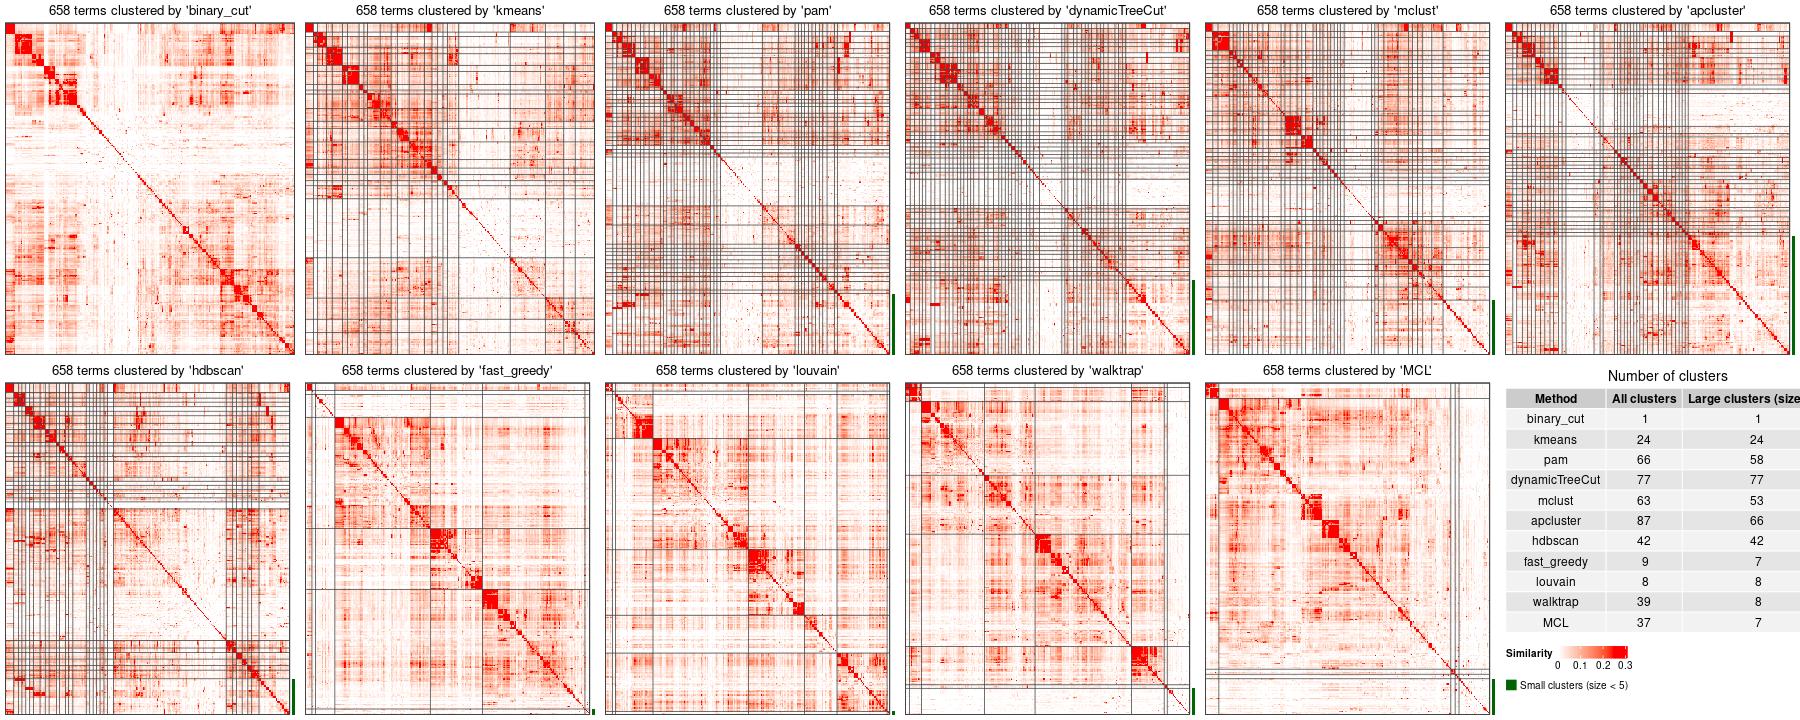 658 terms clustered by 'binary_cut'
658 terms clustered by 'kmeans'
658 terms clustered by 'pam'
658 terms clustered by 'dynamicTreeCut'
658 terms clustered by 'mclust'
658 terms clustered by 'apcluster'
658 terms clustered by 'hdbscan'
658 terms clustered by 'fast_greedy'
658 terms clustered by 'louvain'
658 terms clustered by 'walktrap'
658 terms clustered by 'MCL'
Number of clusters
Method All clusters Large clusters (size
binary_cut 1 1
kmeans 24 24
pam 66 58
dynamicTreeCut 77 77
mclust 63 53
apcluster 87 66
hdbscan 42 42
fast_greedy 9 7
louvain 8 8
walktrap 39 8
MCL 37 7
Similarity
0 0.1 0.2 0.3
Small clusters (size < 5)